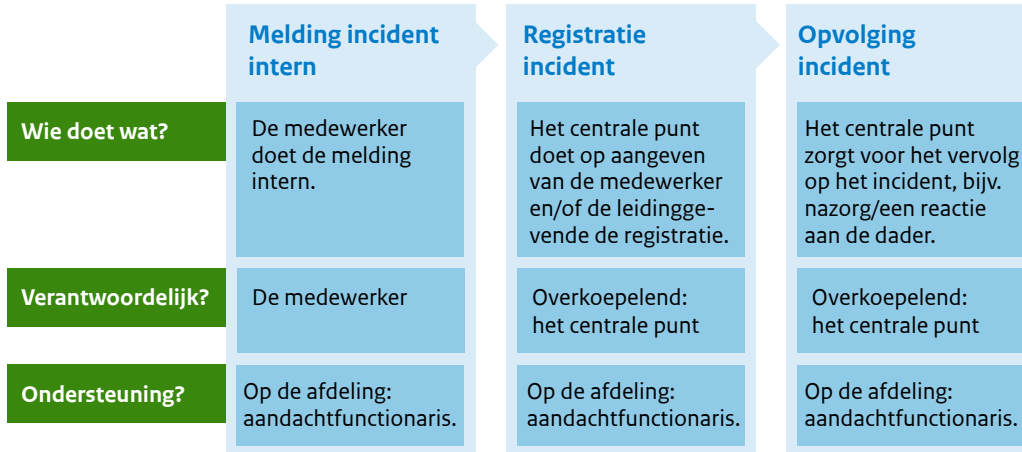 Melding incident
intern
Registratie
incident
Opvolging
incident
Wie doet wat?
De medewerker
doet de melding
intern.
Het centrale punt
doet op aangeven
van de medewerker
en/of de leidingge-
vende de registratie.
Het centrale punt
zorgt voor het vervolg
op het incident, bijv.
nazorg/een reactie
aan de dader.
Verantwoordelijk?
De medewerker
Overkoepelend:
het centrale punt
Overkoepelend:
het centrale punt
Ondersteuning?
Op de afdeling:
aandachtfunctionaris.
Op de afdeling:
aandachtfunctionaris.
Op de afdeling:
aandachtfunctionaris.